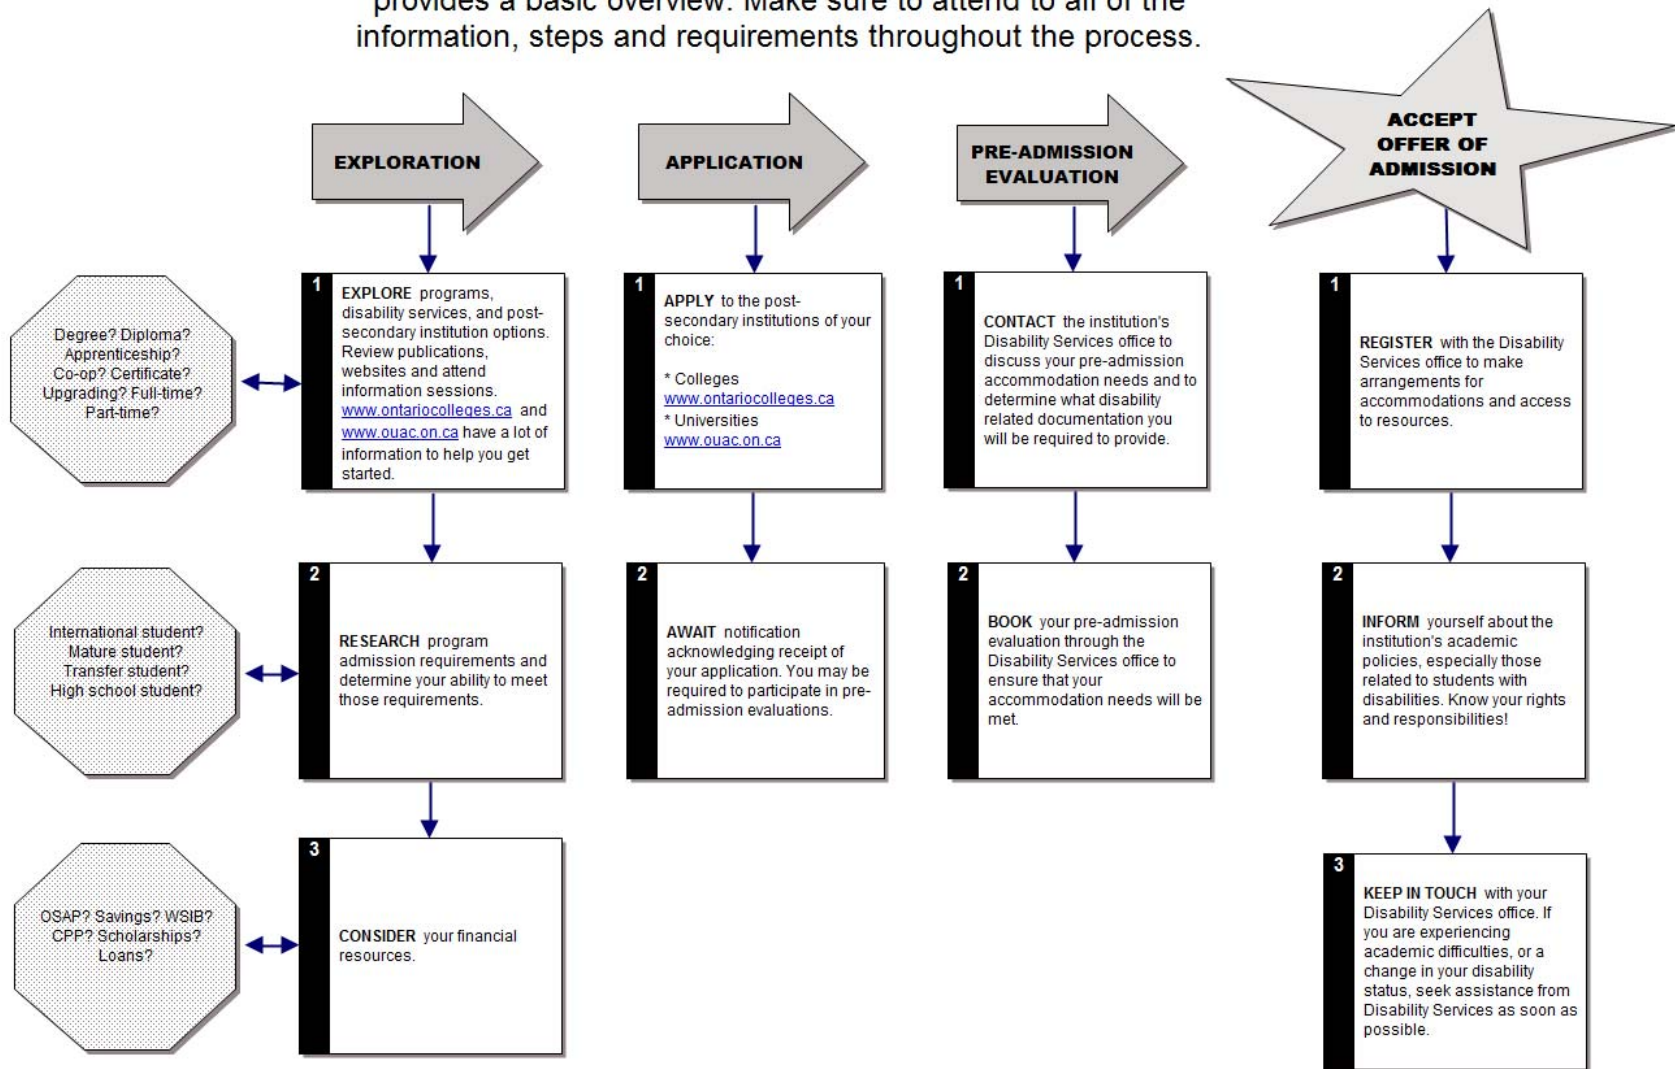 provides a basic overview. Make sure to attend to all of the
information, steps and requirements throughout the process.
EXPLORATION
APPLICATION
PRE-ADMISSION
EVALUATION
ACCEPT
OFFER OF
ADMISSION
Degree? Diploma?
Apprenticeship?
Co-op? Certificate?
Upgrading? Full-time?
Part-time?
1
EXPLORE programs,
disability services, and post-
secondary institution options.
Review publications,
websites and attend
information sessions.
www.ontariocolleges.ca and
www.ouac.on.ca have a lot of
information to help you get
started.
1
APPLY to the post-
secondary institutions of your
choice:
* Colleges
www.ontariocolleges.ca
* Universities
www.ouac.on.ca
1
CONTACT the institution's
Disability Services office to
discuss your pre-admission
accommodation needs and to
determine what disability
related documentation you
will be required to provide.
1
REGISTER with the Disability
Services office to make
arrangements for
accommodations and access
to resources.
International student?
Mature student?
Transfer student?
High school student?
2
RESEARCH program
admission requirements and
determine your ability to meet
those requirements.
2
AWAIT notification
acknowledging receipt of
your application. You may be
required to participate in pre-
admission evaluations.
2
BOOK your pre-admission
evaluation through the
Disability Services office to
ensure that your
accommodation needs will be
met.
2
INFORM yourself about the
institution's academic
policies, especially those
related to students with
disabilities. Know your rights
and responsibilities!
OSAP? Savings? WSIB?
CPP? Scholarships?
Loans?
3
CONSIDER your financial
resources.
3
KEEP IN TOUCH with your
Disability Services office. If
you are experiencing
academic difficulties, or a
change in your disability
status, seek assistance from
Disability Services as soon as
possible.